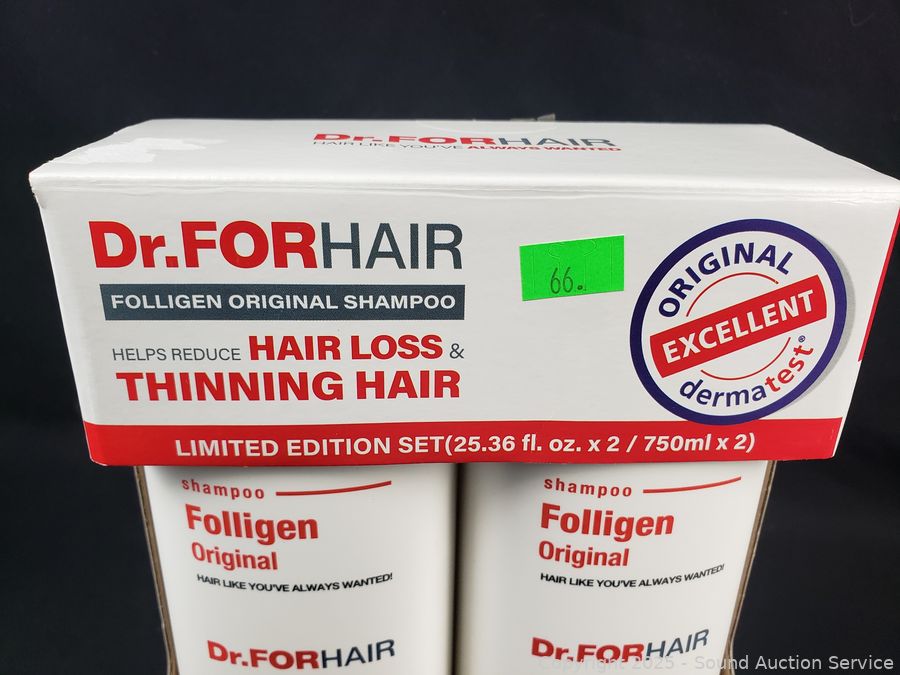 Dr.FORHAIR
HAIR LIKE YOU'VE ALWAYS WANTED
Dr.FORHAIR
FOLLIGEN ORIGINAL SHAMPOO
HELPS REDUCE HAIR LOSS &
THINNING HAIR
66.
ORIGINAL
EXCELLENT
dermatest®
LIMITED EDITION SET(25.36 fl. oz. x 2 / 750ml x 2)
shampoo
Folligen
Original
HAIR LIKE YOU'VE ALWAYS WANTED!
Dr.FORHAIR
shampoo
Folligen
Original
HAIR LIKE YOU'VE ALWAYS WANTED!
Dr.FORHAIR
Copyright 2025 - Sound Auction Service